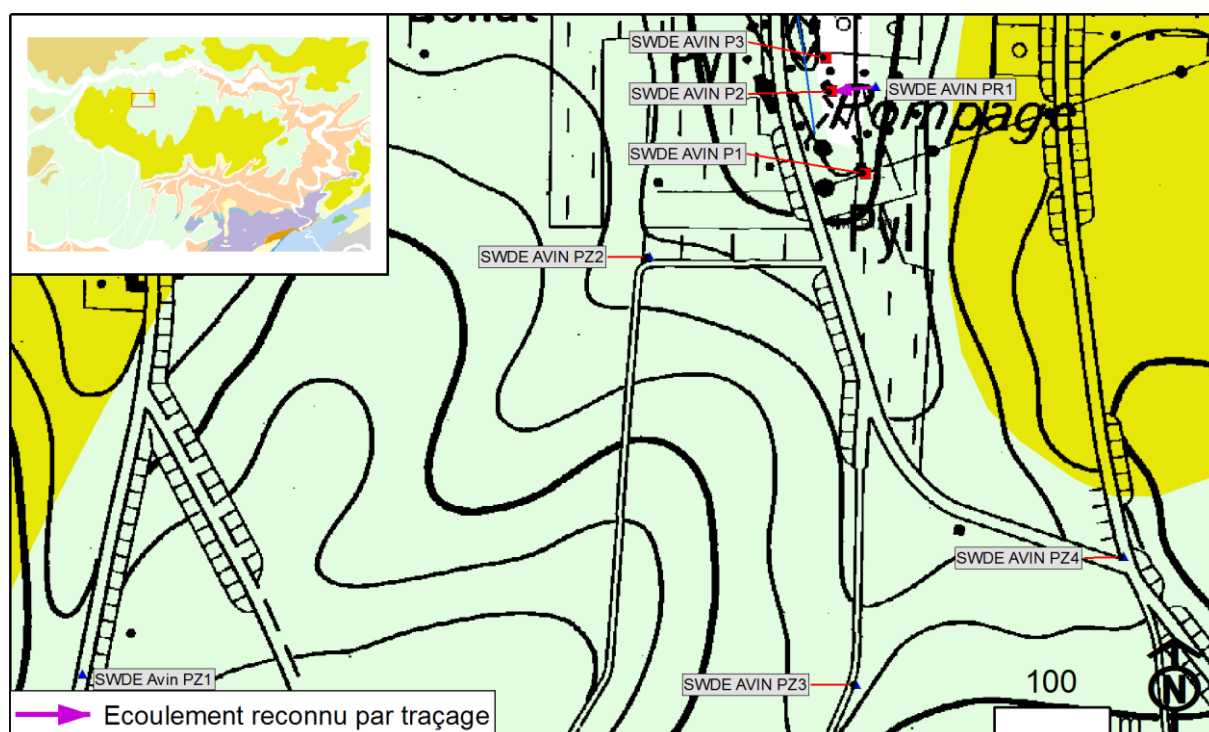 SWDE AVIN P3
SWDE AVIN P2
SWDE AVIN PR1
Pompage
SWDE AVIN P1
Pyl
SWDE AVIN PZ2
SWDE AVIN PZ4
SWDE Avin PZ1
SWDE AVIN PZ3
100
N
m
Ecoulement reconnu par traçage